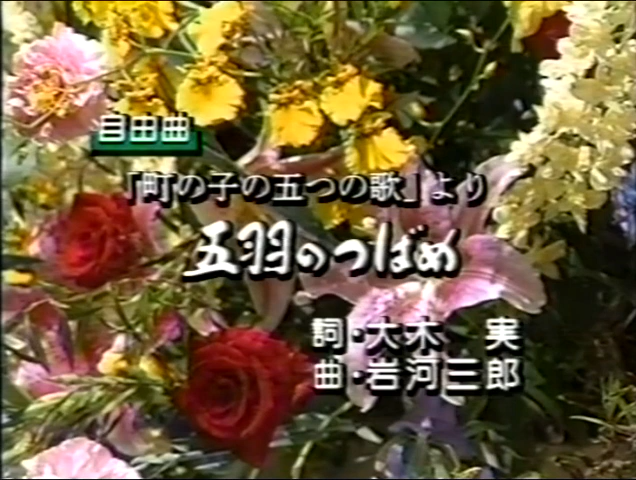 自由曲
「町の子の五つの歌」より
五羽のつばめ
詞・大木 実
曲・岩河三郎